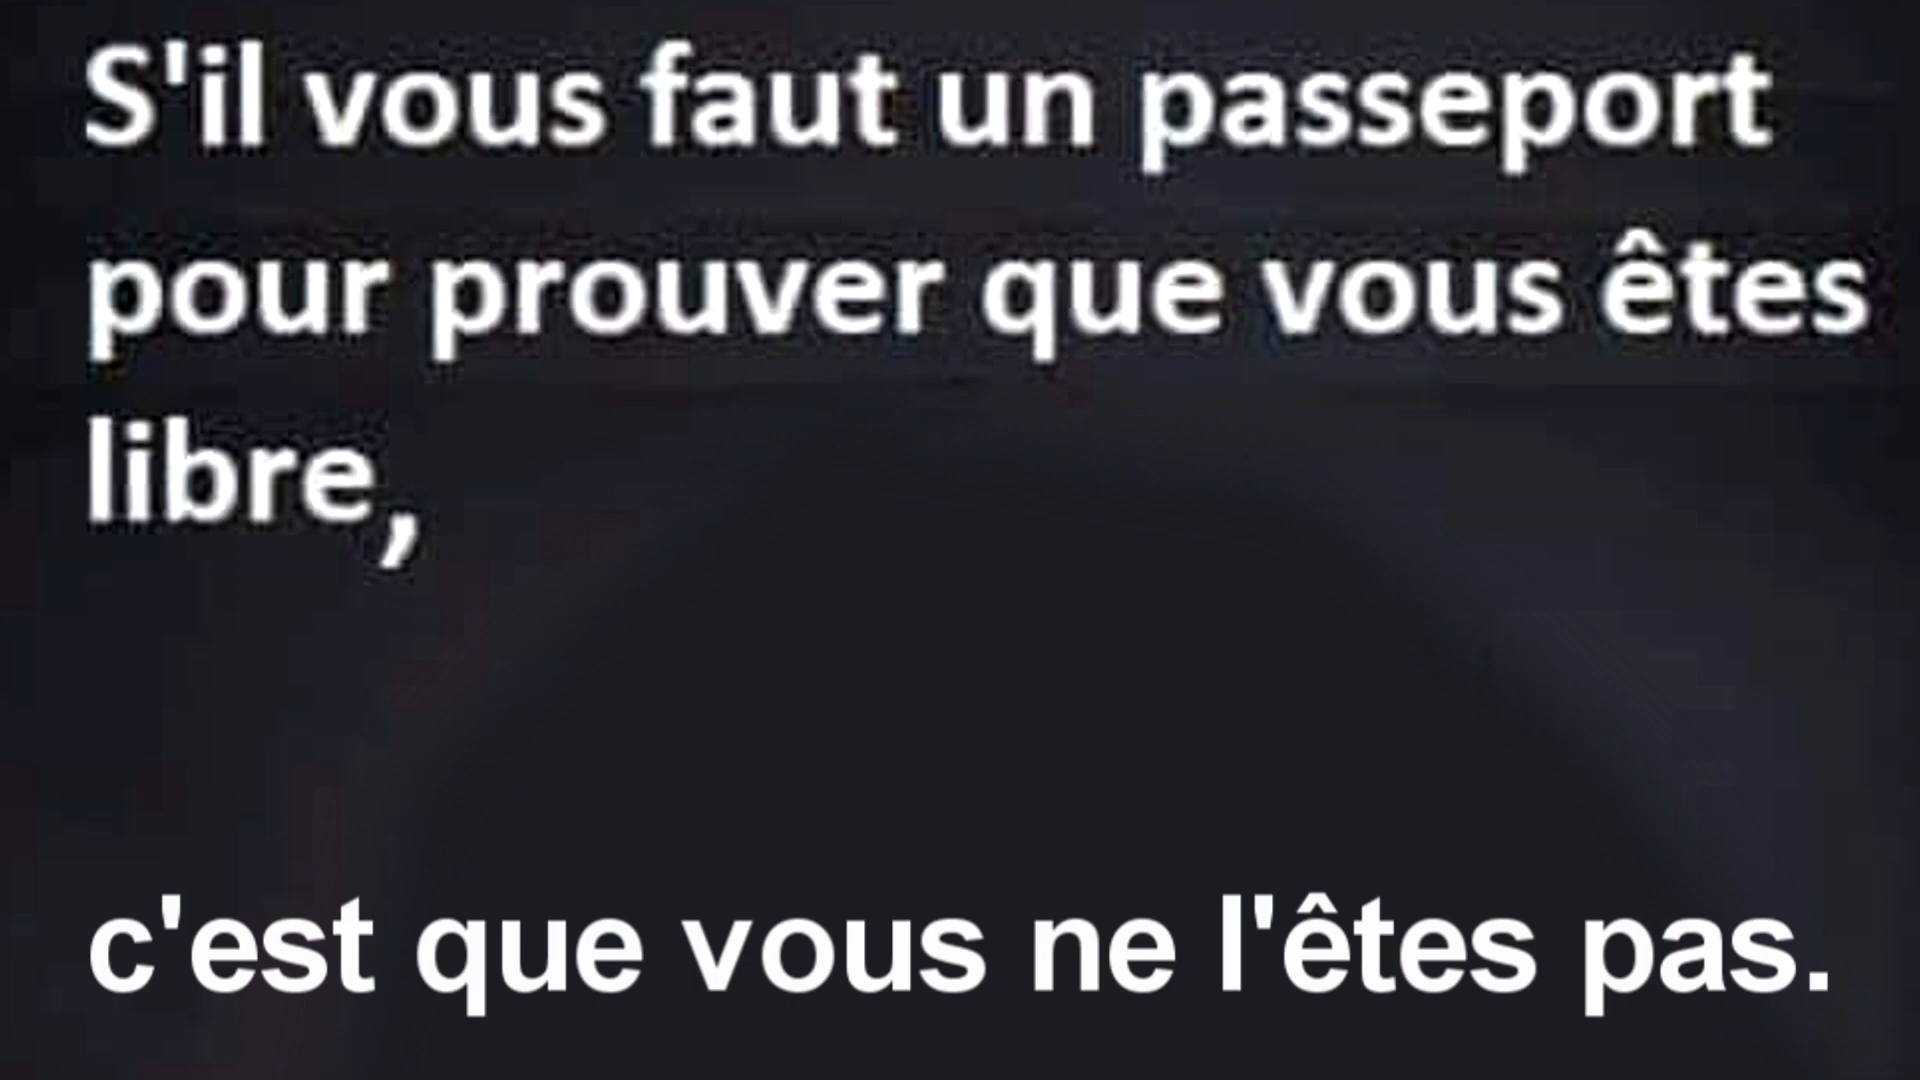 S'il vous faut un passeport
pour prouver que vous êtes
libre,
c'est que vous ne l'êtes pas.